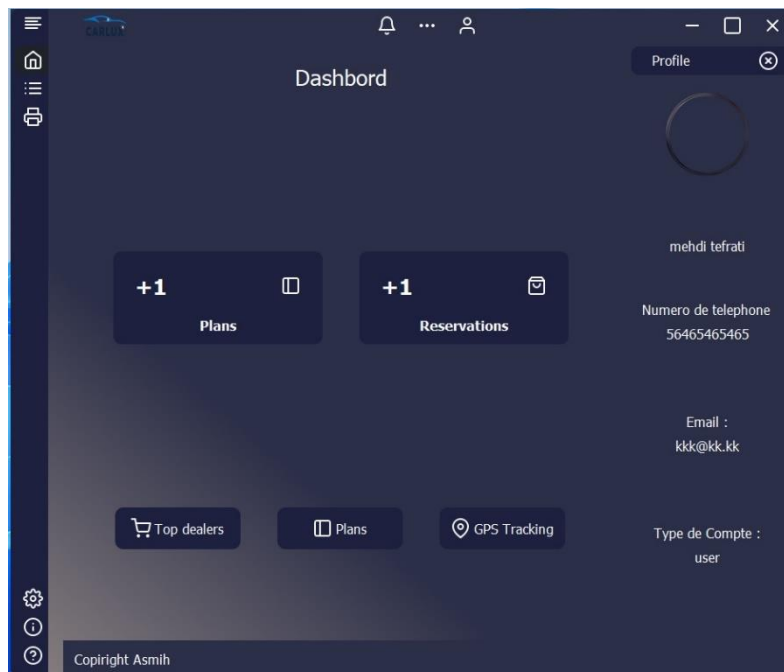 CARLUX
Dashbord
Profile
mehdi tefrati
+1
Plans
+1
Reservations
Numero de telephone
56465465465
Email :
kkk@kk.kk
Top dealers
Plans
GPS Tracking
Type de Compte :
user
Copiright Asmih